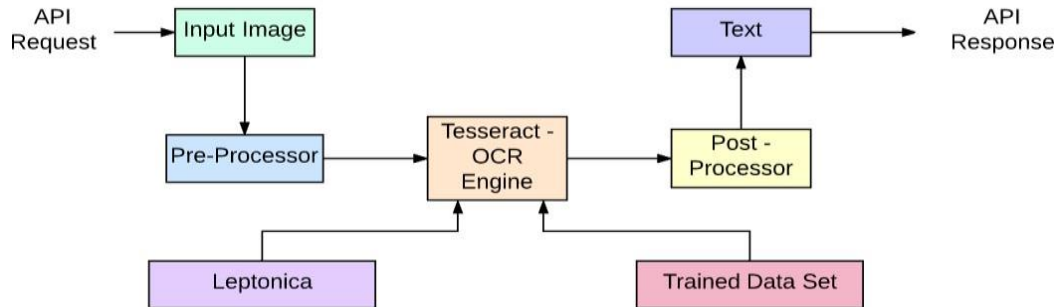 API
Request
Input Image
Text
API
Response
Pre-Processor
Tesseract -
OCR
Engine
Post -
Processor
Leptonica
Trained Data Set